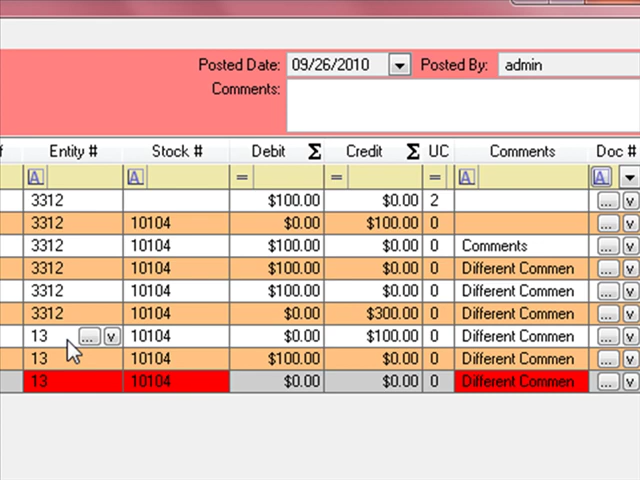 Posted Date: 09/26/2010 Posted By: admin
Comments:
f Entity # Stock # Debit Σ Credit Σ UC Comments Doc #
A A = = = A A
3312 $100.00 $0.00 2 ... v
3312 10104 $0.00 $100.00 0 ... v
3312 10104 $100.00 $0.00 0 Comments ... v
3312 10104 $100.00 $0.00 0 Different Commen ... v
3312 10104 $100.00 $0.00 0 Different Commen ... v
3312 10104 $0.00 $300.00 0 Different Commen ... v
13 ... v 10104 $0.00 $100.00 0 Different Commen ... v
13 10104 $100.00 $0.00 0 Different Commen ... v
13 10104 $0.00 $0.00 0 Different Commen ... v